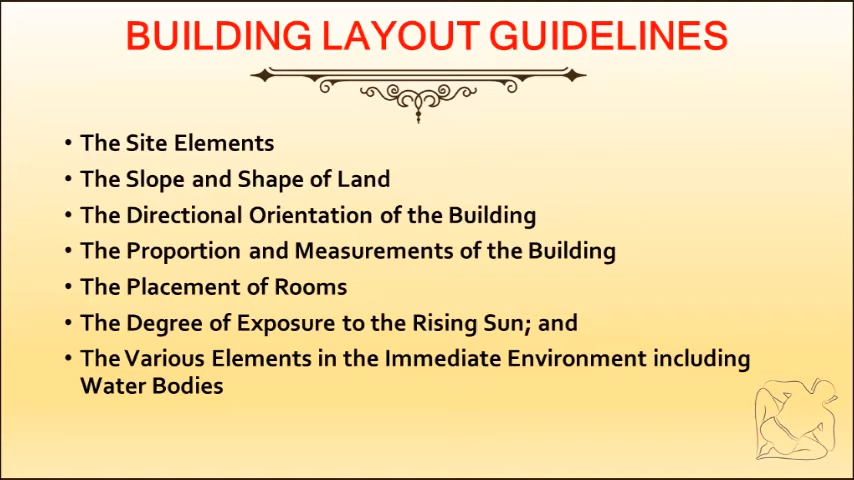 BUILDING LAYOUT GUIDELINES
• The Site Elements
• The Slope and Shape of Land
• The Directional Orientation of the Building
• The Proportion and Measurements of the Building
• The Placement of Rooms
• The Degree of Exposure to the Rising Sun; and
• The Various Elements in the Immediate Environment including
Water Bodies